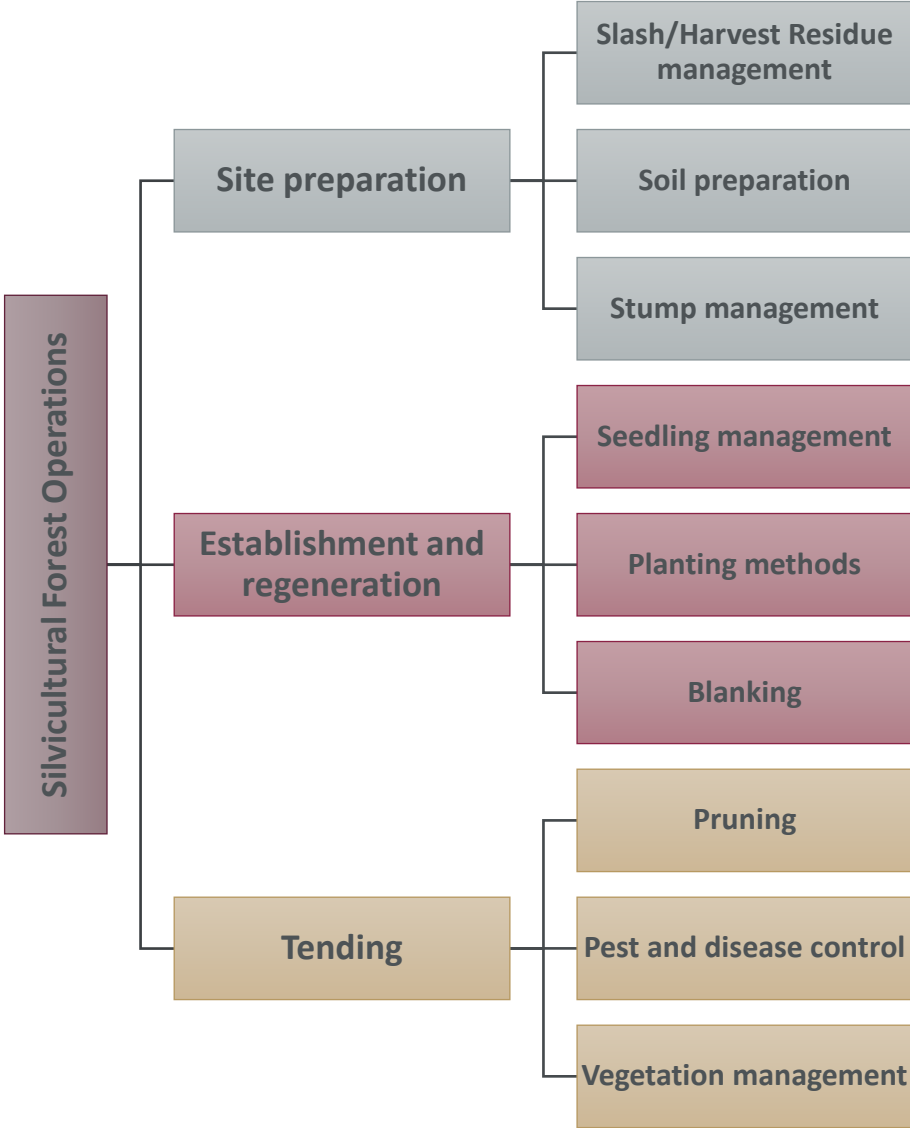 Silvicultural Forest Operations
Site preparation
Slash/Harvest Residue
management
Soil preparation
Stump management
Establishment and
regeneration
Seedling management
Planting methods
Blanking
Tending
Pruning
Pest and disease control
Vegetation management